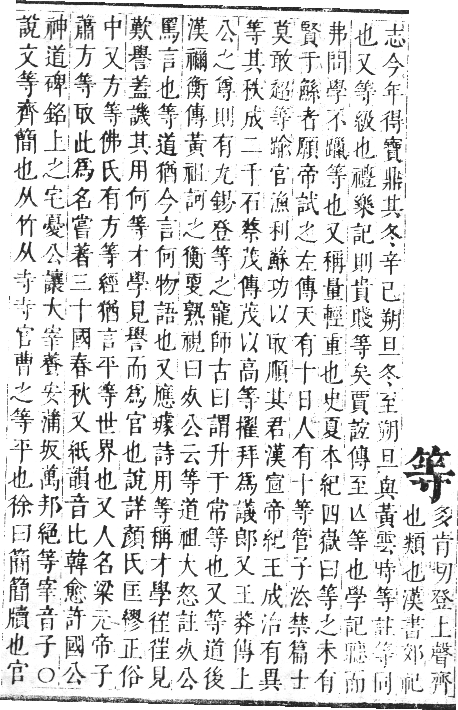 等 多肯切登上聲齊
也類也漢書郊祀
志今年得寶鼎其冬辛巳朔旦冬至朔旦與黃雲時等註等同
也又等級也禮樂記則貴賤等矣賈誼傳至此等也學記聽而
弗問學不躐等也又稱量輕重也史夏本紀四嶽曰等之未有
賢于鯀者願帝試之左傳天有十日人有十等管子法禁篇士
莫敢超等踰官漁利蘇功以取順其君漢宣帝紀王成治有異
等其秩成二千石蔡茂傳茂以高等擢拜爲議郎又王莽傳上
公之尊則有九錫登等之寵師古曰謂升于常等也又等道後
漢禰衡傳黃祖訶之衡更熟視曰𣦸公云等道祖大怒註𣦸公
罵言也等道猶今言何物語也又應璩詩用等稱才學徃徃見
歎譽蓋譏其用何等才學見譽而爲官也說詳顏氏匡繆正俗
中又方等佛氏有方等經猶言平等世界也又人名梁元帝子
蕭方等取此爲名嘗著三十國春秋又紙韻音比韓愈許國公
神道碑銘上之宅憂公讓大宰養安蒲坂萬邦絕等宰音子○
說文等齊簡也从竹从寺寺官曹之等平也徐曰簡簡牘也官